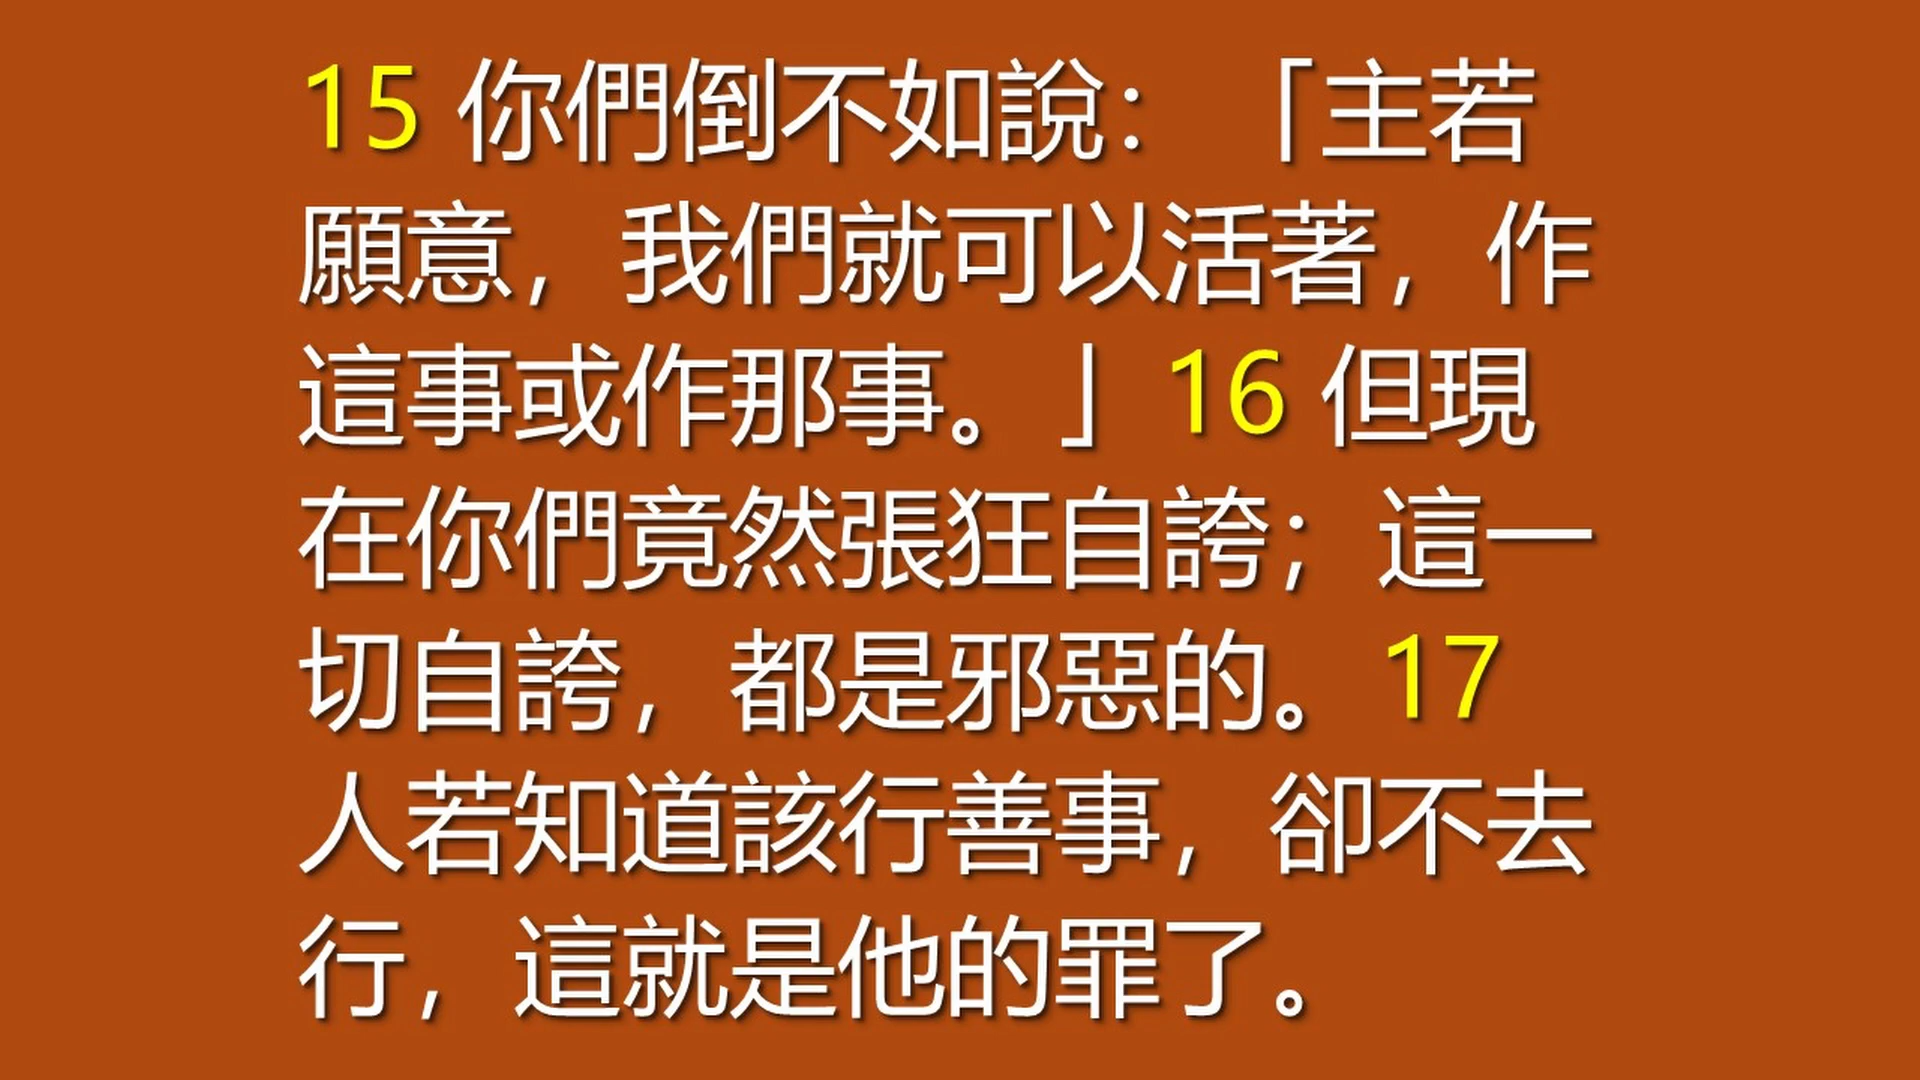 15 你們倒不如說：「主若
願意，我們就可以活著，作
這事或作那事。」16 但現
在你們竟然張狂自誇；這一
切自誇，都是邪惡的。17
人若知道該行善事，卻不去
行，這就是他的罪了。